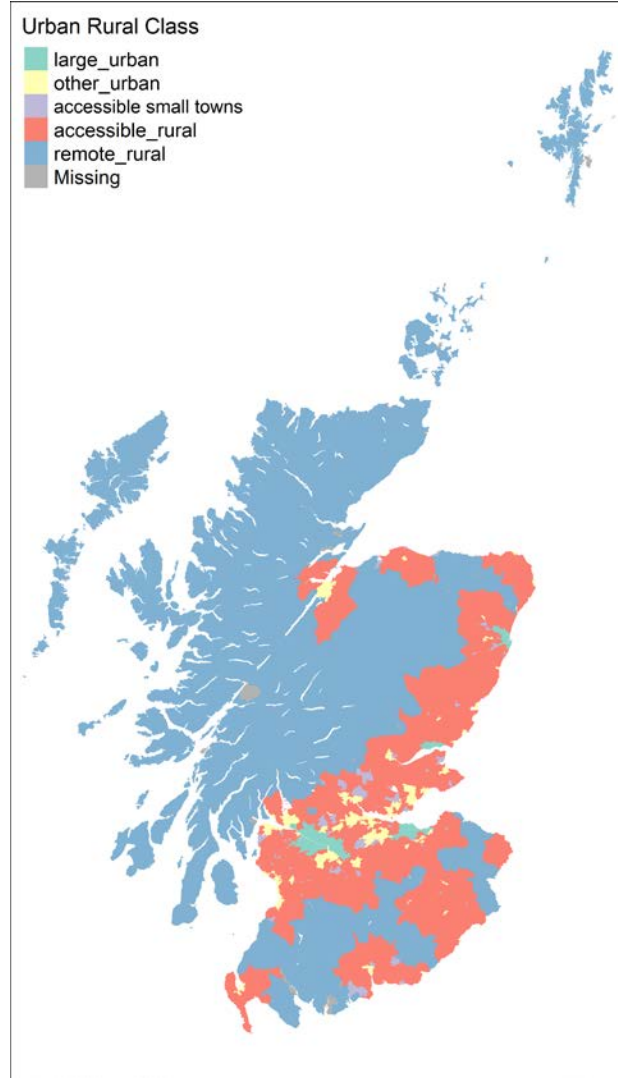 Urban Rural Class
large_urban
other_urban
accessible small towns
accessible_rural
remote_rural
Missing